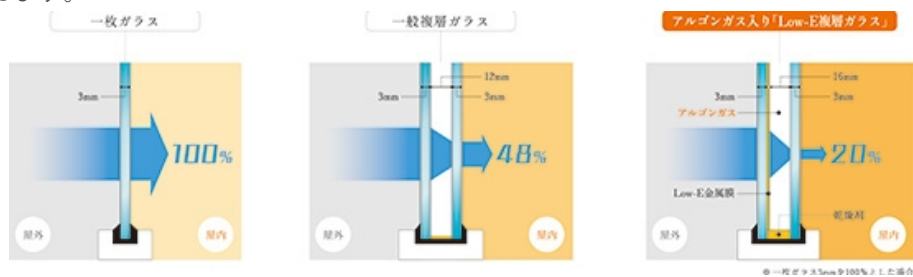 します。
一枚ガラス
3mm
100%
屋外
屋内
一般複層ガラス
12mm
3mm
3mm
48%
屋外
屋内
アルゴンガス入り「Low-E複層ガラス」
16mm
3mm
3mm
アルゴンガス
20%
Low-E金属膜
乾燥剤
屋外
屋内
※一枚ガラス3mmを100%とした場合